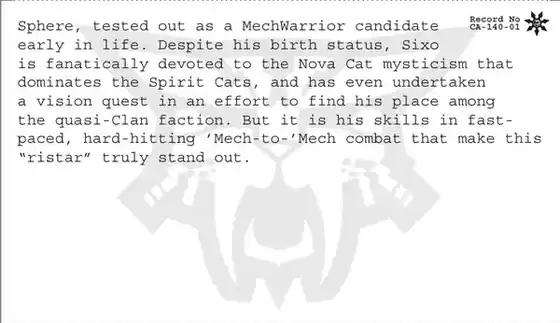 Sphere, tested out as a MechWarrior candidate
early in life. Despite his birth status, Sixo
is fanatically devoted to the Nova Cat mysticism that
dominates the Spirit Cats, and has even undertaken
a vision quest in an effort to find his place among
the quasi-Clan faction. But it is his skills in fast-
paced, hard-hitting ’Mech-to-’Mech combat that make this
“ristar” truly stand out.
Record No
CA-140-01